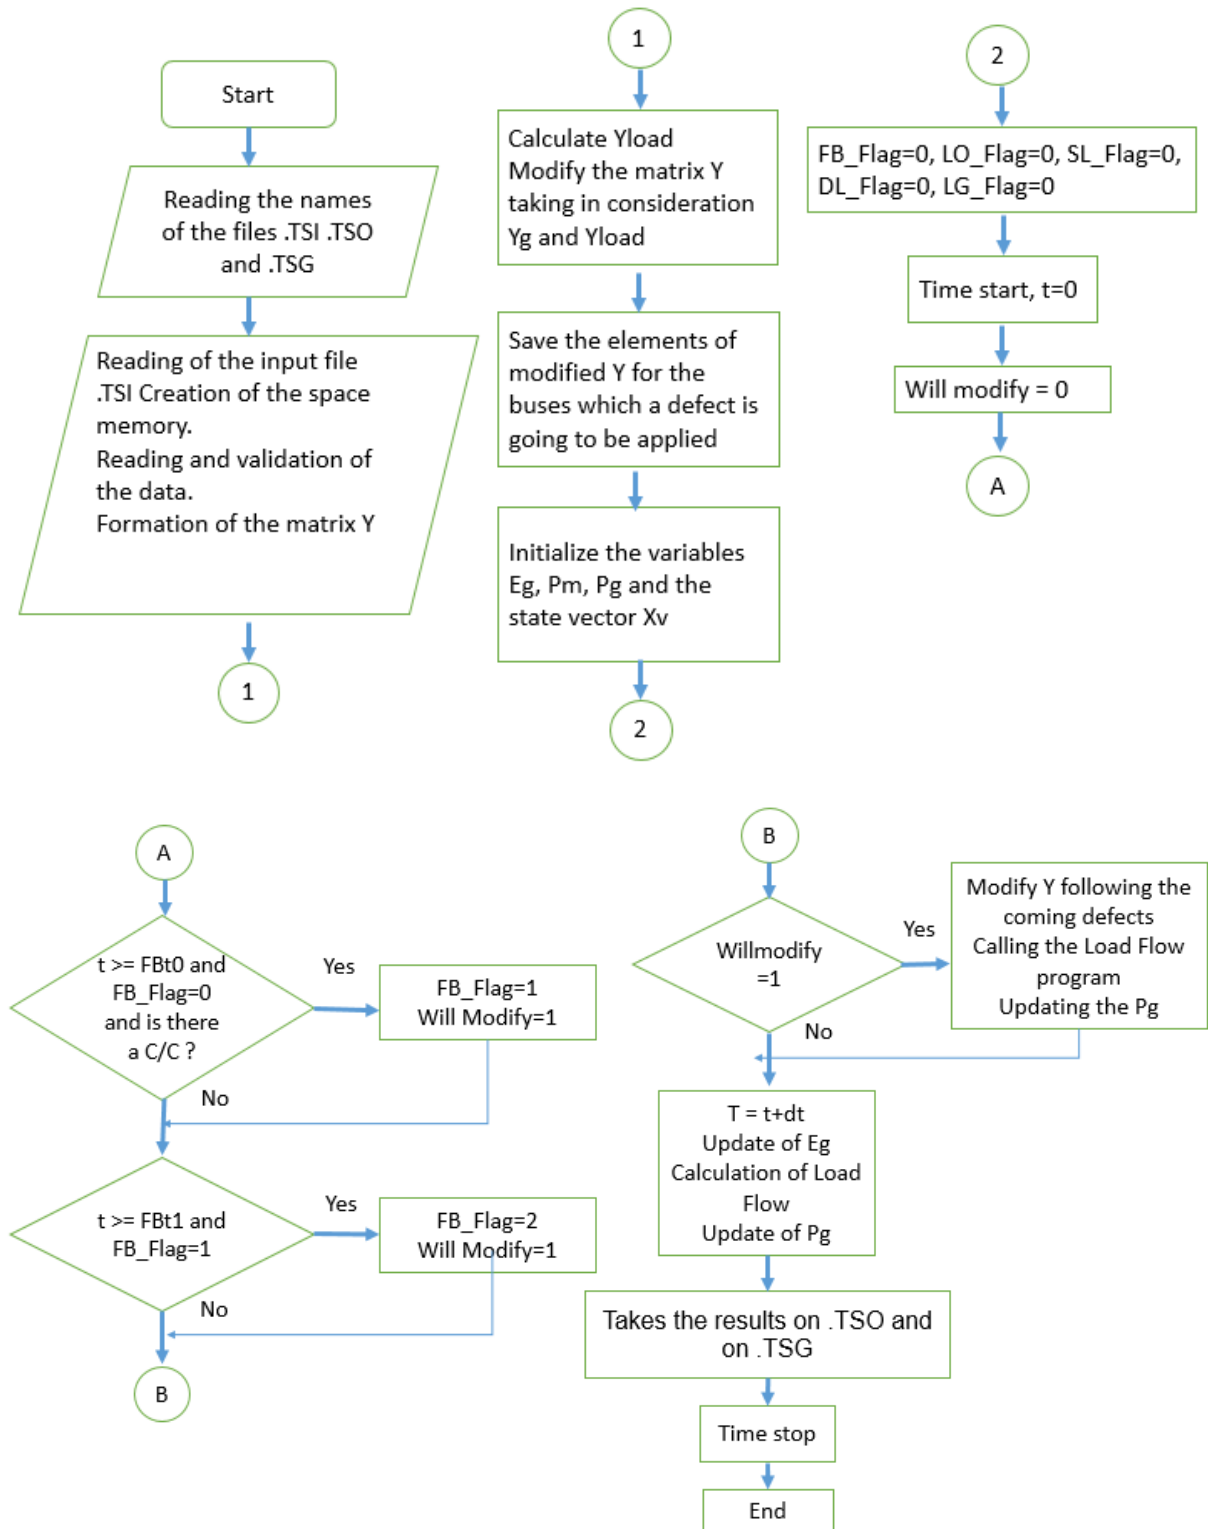 Start
Reading the names
of the files .TSI .TSO
and .TSG
Reading of the input file
.TSI Creation of the space
memory.
Reading and validation of
the data.
Formation of the matrix Y
1
1
Calculate Yload
Modify the matrix Y
taking in consideration
Yg and Yload
Save the elements of
modified Y for the
buses which a defect is
going to be applied
Initialize the variables
Eg, Pm, Pg and the
state vector Xv
2
2
FB_Flag=0, LO_Flag=0, SL_Flag=0,
DL_Flag=0, LG_Flag=0
Time start, t=0
Will modify = 0
A
A
t >= FBt0 and
FB_Flag=0
and is there
a C/C ?
Yes
FB_Flag=1
Will Modify=1
No
t >= FBt1 and
FB_Flag=1
Yes
FB_Flag=2
Will Modify=1
No
B
B
Willmodify
=1
Yes
Modify Y following the
coming defects
Calling the Load Flow
program
Updating the Pg
No
T = t+dt
Update of Eg
Calculation of Load
Flow
Update of Pg
Takes the results on .TSO and
on .TSG
Time stop
End